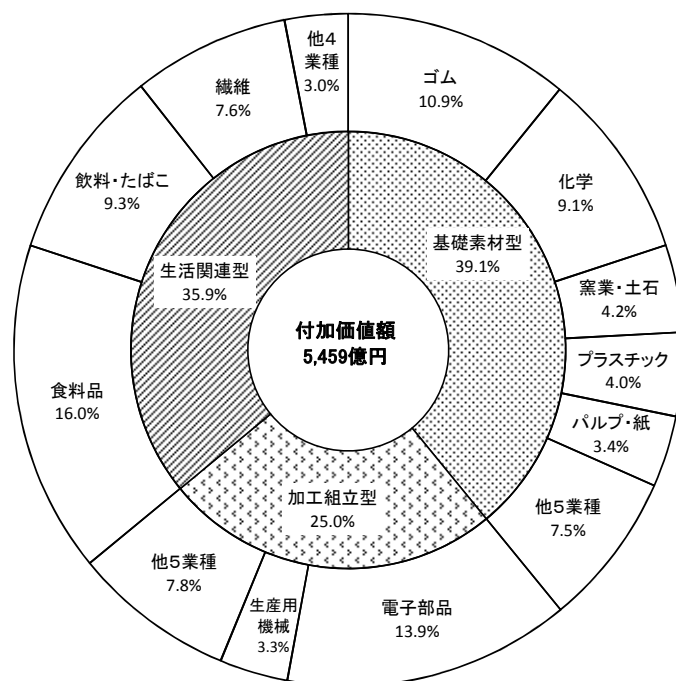 付加価値額
5,459億円
基礎素材型
39.1%
加工組立型
25.0%
生活関連型
35.9%
ゴム
10.9%
化学
9.1%
窯業・土石
4.2%
プラスチック
4.0%
パルプ・紙
3.4%
他5業種
7.5%
電子部品
13.9%
生産用
機械
3.3%
他5業種
7.8%
食料品
16.0%
飲料・たばこ
9.3%
繊維
7.6%
他4
業種
3.0%